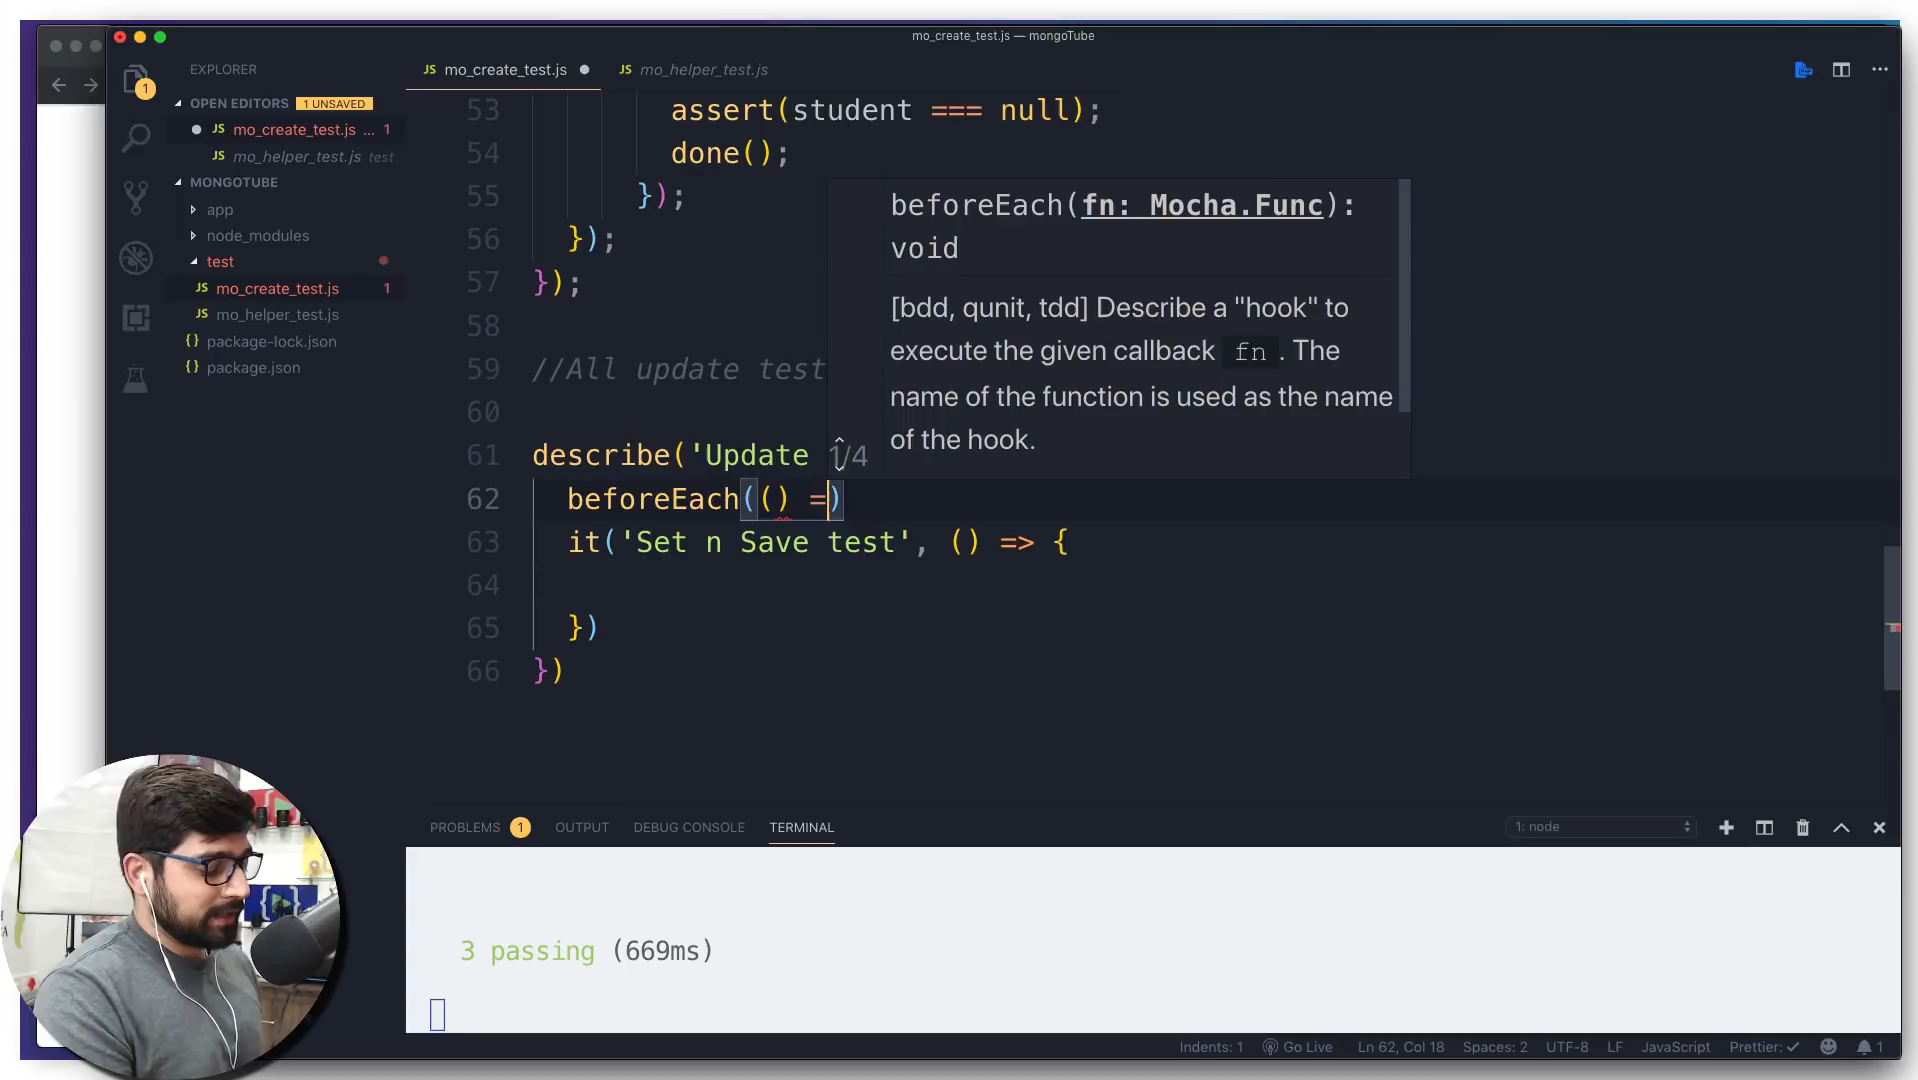 mo_create_test.js — mongoTube
EXPLORER
JS mo_create_test.js
JS mo_helper_test.js
1
OPEN EDITORS 1 UNSAVED
JS mo_create_test.js ... 1
JS mo_helper_test.js test
MONGOTUBE
app
node_modules
test
JS mo_create_test.js 1
JS mo_helper_test.js
{} package-lock.json
{} package.json
53 assert(student === null);
54 done();
55 });
56 });
57 });
58
59 //All update test
60
61 describe('Update
62 beforeEach(() =)
63 it('Set n Save test', () => {
64
65 })
66 })
1/4
beforeEach(fn: Mocha.Func):
void
[bdd, qunit, tdd] Describe a "hook" to
execute the given callback fn . The
name of the function is used as the name
of the hook.
PROBLEMS 1 OUTPUT DEBUG CONSOLE TERMINAL
1: node
3 passing (669ms)
Indents: 1 Go Live Ln 62, Col 18 Spaces: 2 UTF-8 LF JavaScript Prettier: ✓ 1